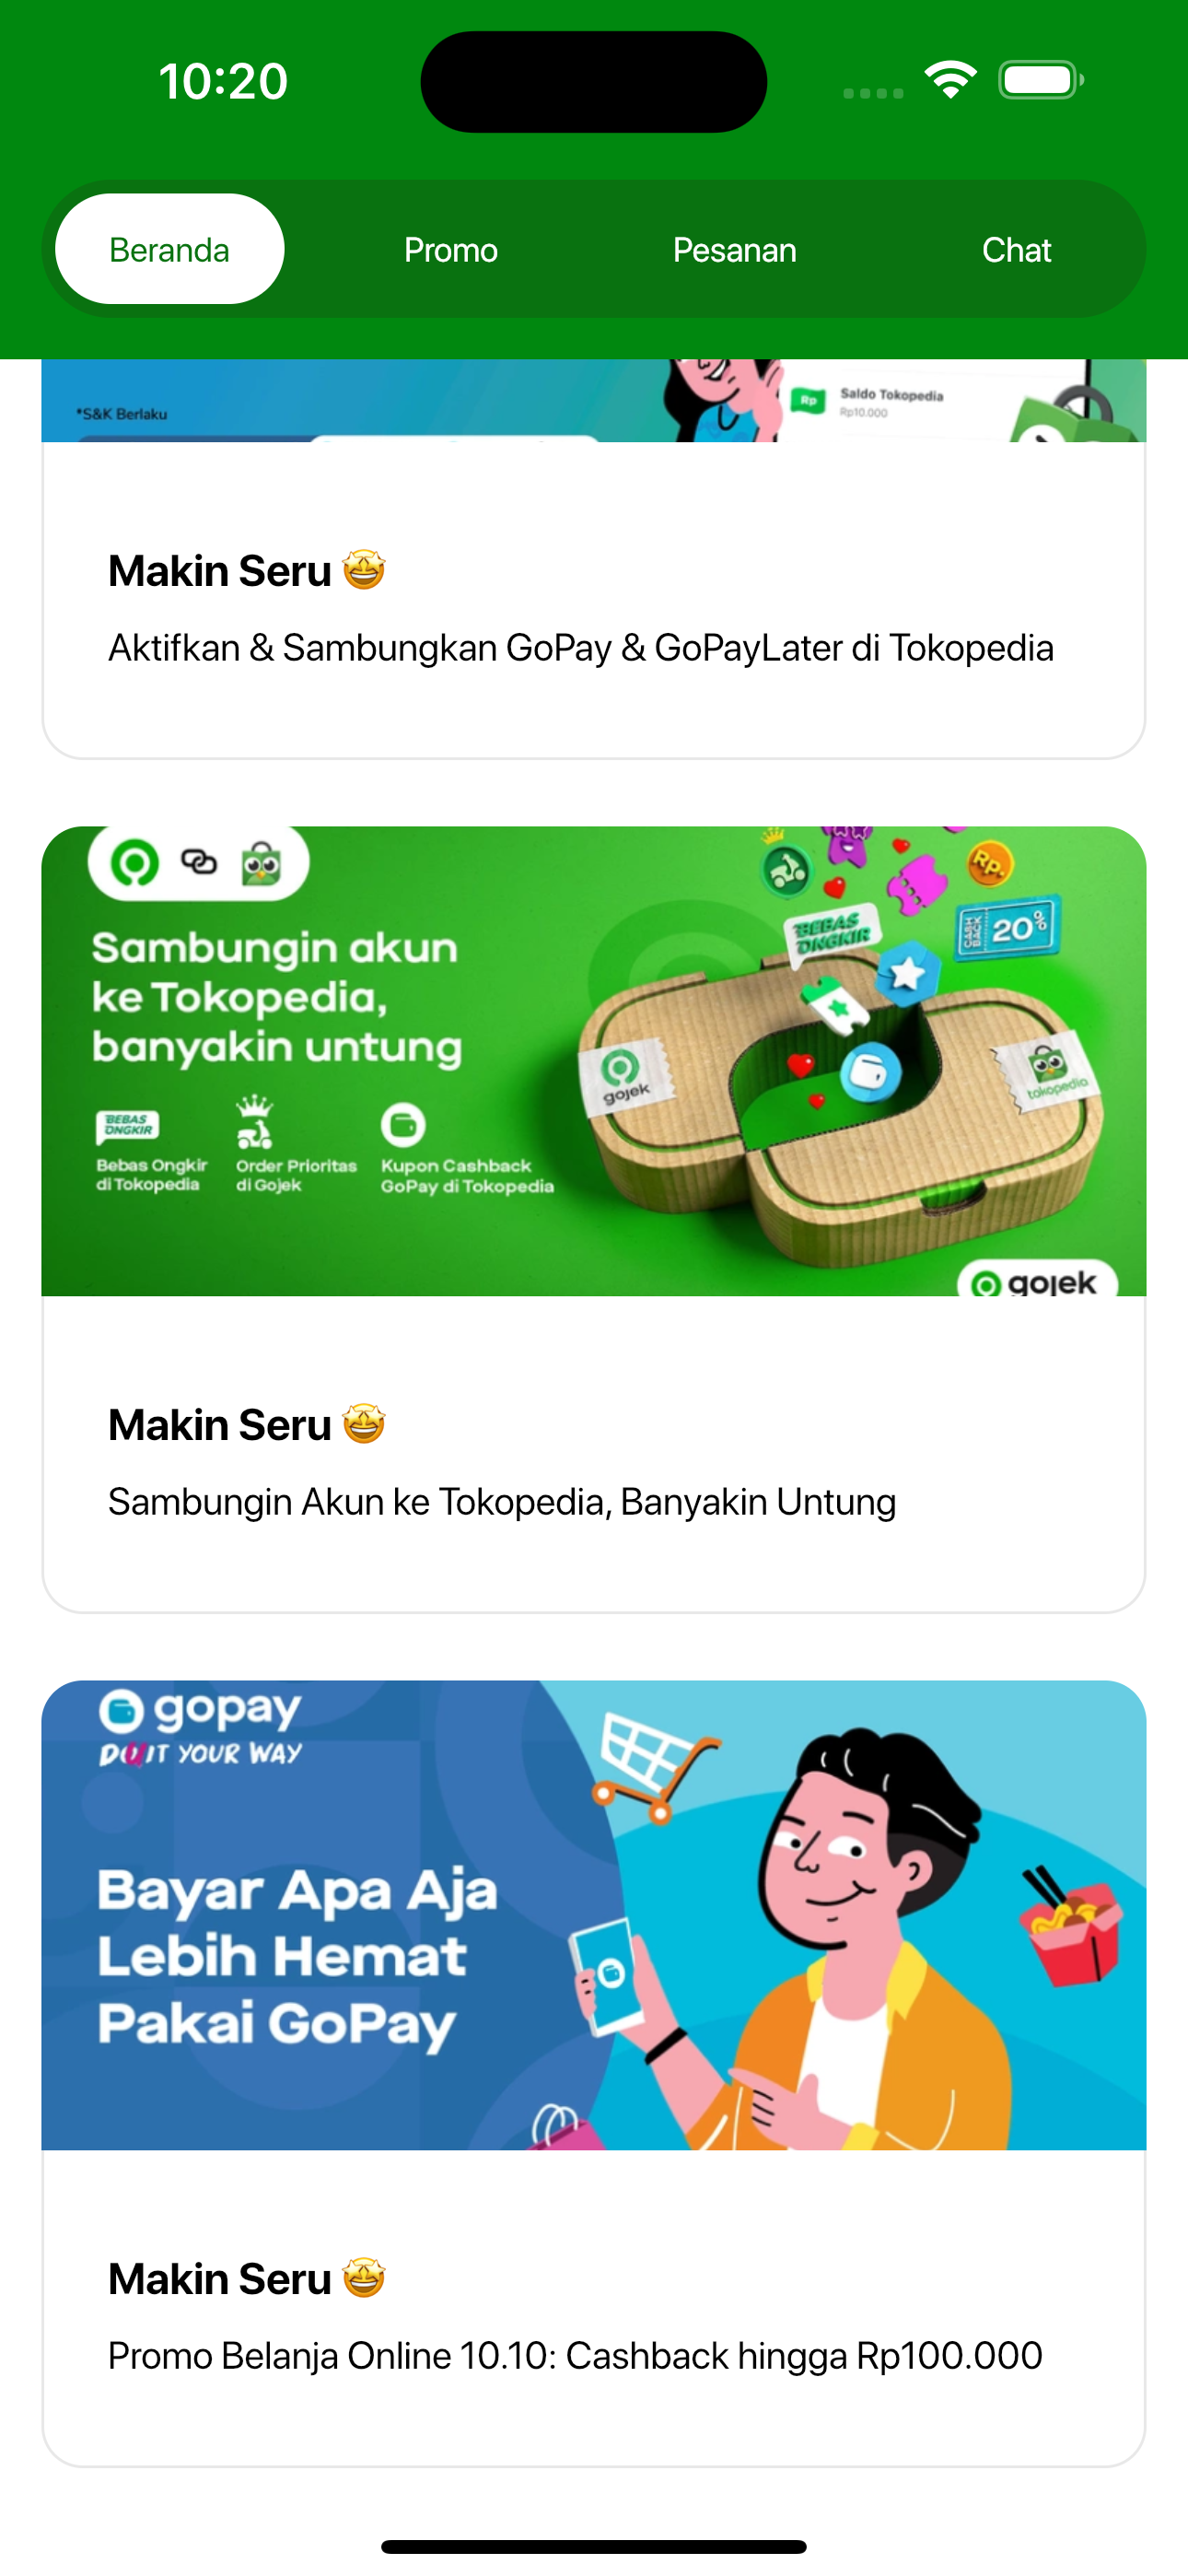 10:20
Beranda
Promo
Pesanan
Chat
*S&K Berlaku
Rp
Saldo Tokopedia
Rp10.000
Makin Seru 🤩
Aktifkan & Sambungkan GoPay & GoPayLater di Tokopedia
Sambungin akun
ke Tokopedia,
banyakin untung
BEBAS
ONGKIR
Bebas Ongkir
di Tokopedia
Order Prioritas
di Gojek
Kupon Cashback
GoPay di Tokopedia
Rp.
BEBAS
ONGKIR
CASH
BACK
20%
gojek
tokopedia
gojek
Makin Seru 🤩
Sambungin Akun ke Tokopedia, Banyakin Untung
gopay
DUIT YOUR WAY
Bayar Apa Aja
Lebih Hemat
Pakai GoPay
Makin Seru 🤩
Promo Belanja Online 10.10: Cashback hingga Rp100.000